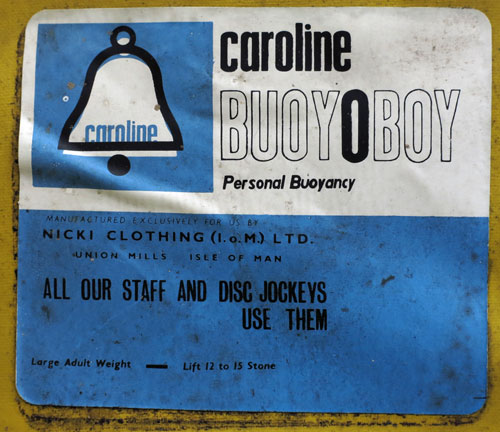 caroline
caroline
BUOYOBOY
Personal Buoyancy
MANUFACTURED EXCLUSIVELY FOR US BY
NICKI CLOTHING (I.o.M.) LTD.
UNION MILLS ISLE OF MAN
ALL OUR STAFF AND DISC JOCKEYS
USE THEM
Large Adult Weight — Lift 12 to 15 Stone